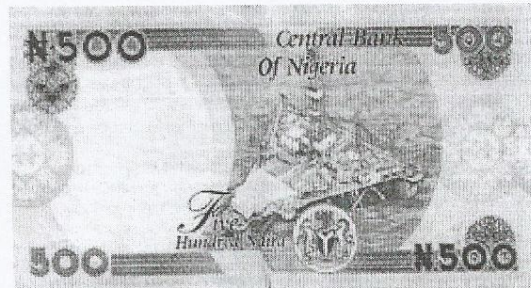 ₦500
Central Bank
Of Nigeria
500
Five
Hundred Naira
500
₦500